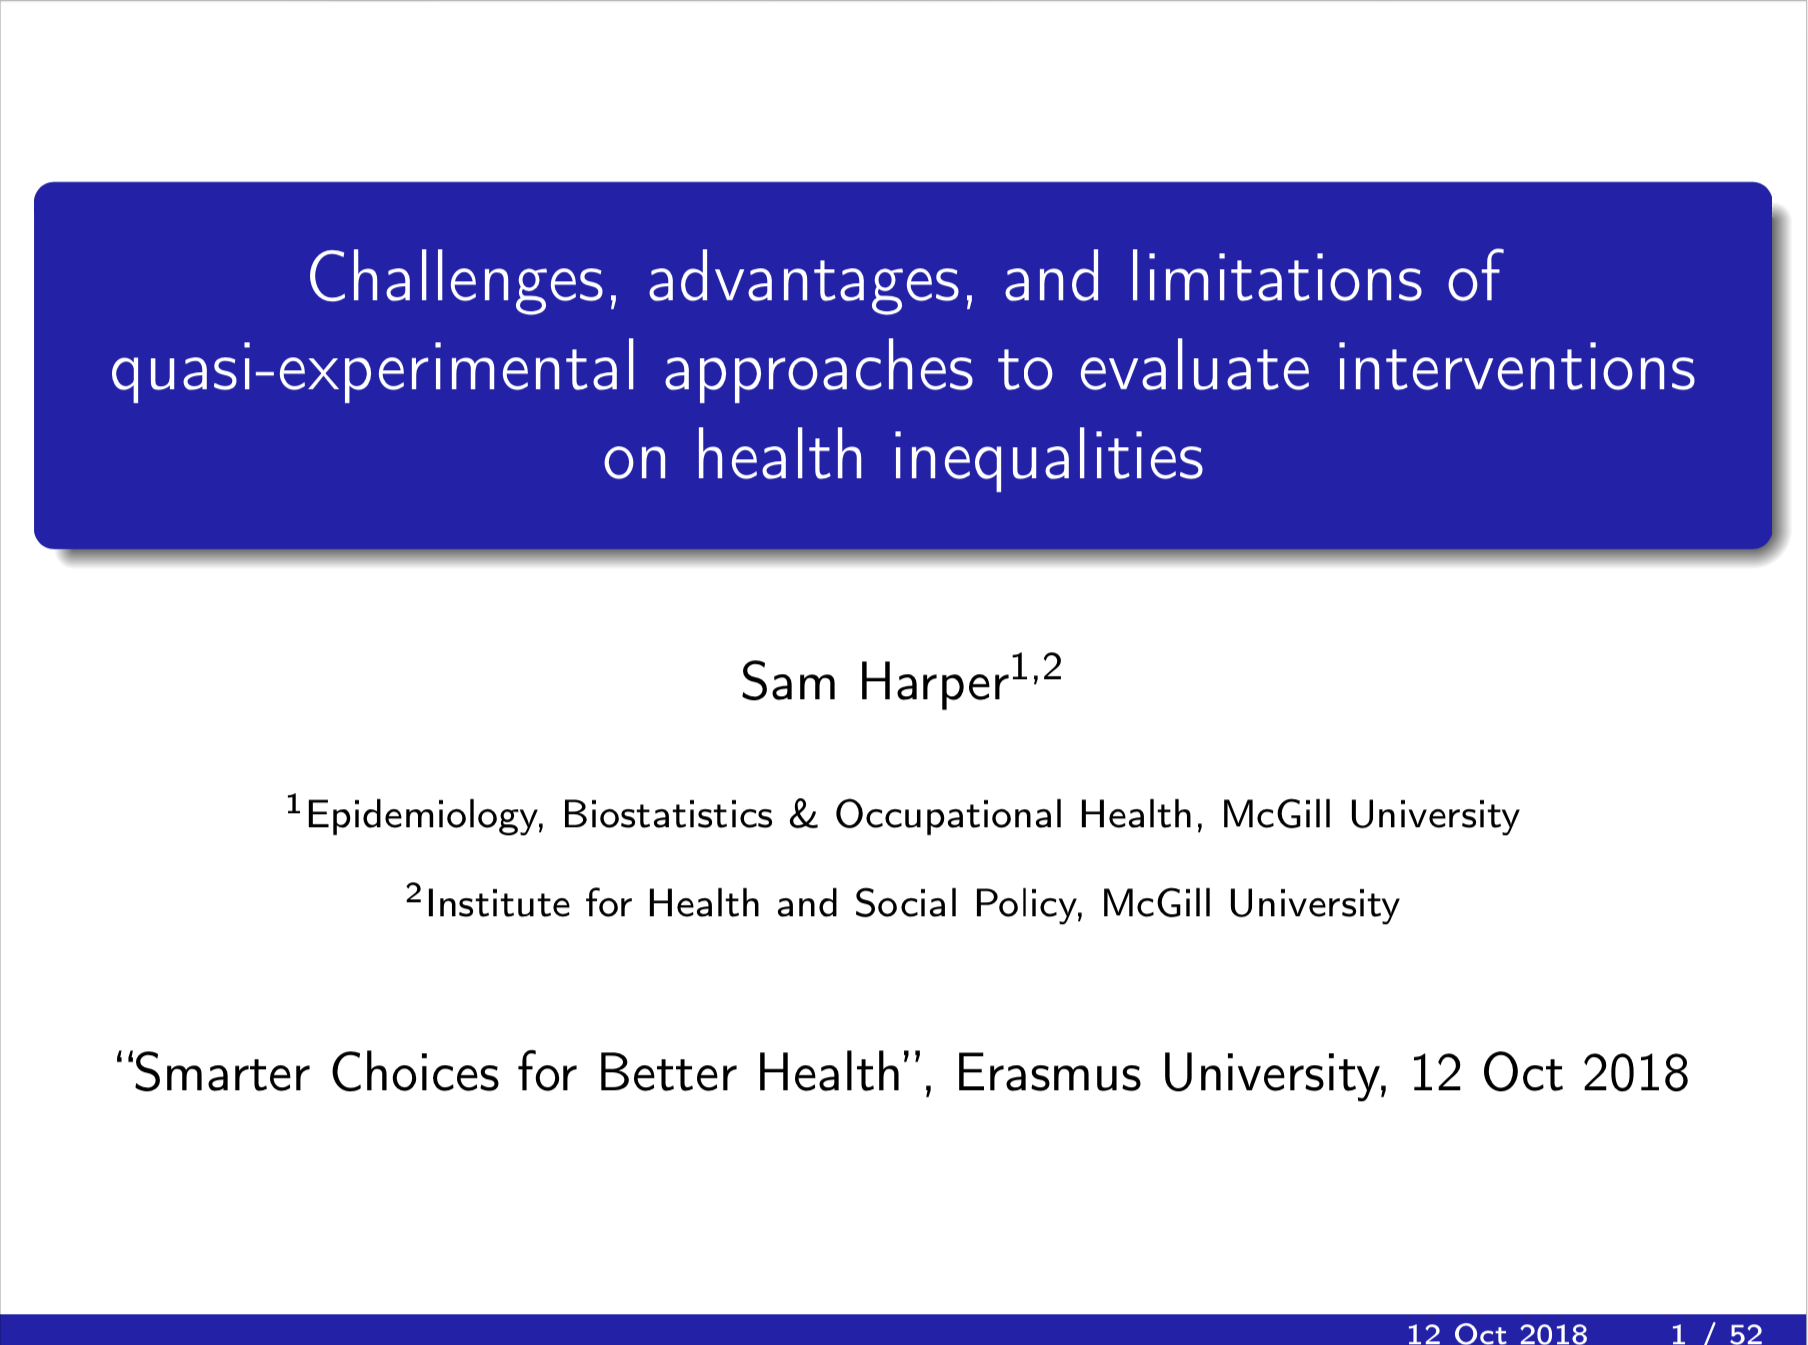 Challenges, advantages, and limitations of
quasi-experimental approaches to evaluate interventions
on health inequalities
Sam Harper1,2
1Epidemiology, Biostatistics & Occupational Health, McGill University
2Institute for Health and Social Policy, McGill University
“Smarter Choices for Better Health”, Erasmus University, 12 Oct 2018
12 Oct 2018 1 / 52